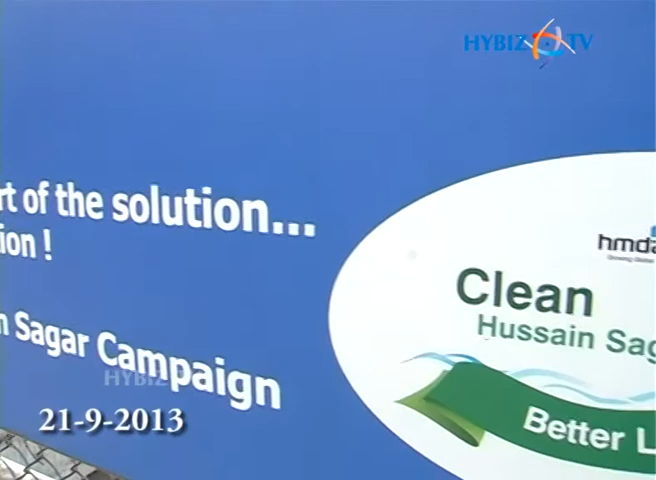 HYBIZ TV
rt of the solution...
ion !
n Sagar Campaign
HYBIZ
21-9-2013
hmda
Clean
Hussain Sag
Better L